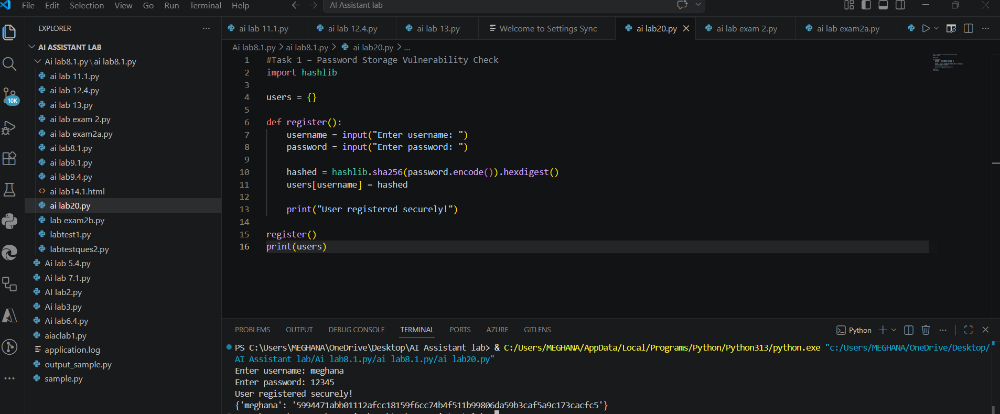 File Edit Selection View Go Run Terminal Help
AI Assistant lab
EXPLORER
AI ASSISTANT LAB
Ai lab8.1.py\ai lab8.1.py
ai lab 11.1.py
ai lab 12.4.py
ai lab 13.py
ai lab exam 2.py
ai lab exam2a.py
ai lab8.1.py
ai lab9.1.py
ai lab9.4.py
ai lab14.1.html
ai lab20.py
lab exam2b.py
labtest1.py
labtestques2.py
Ai lab 5.4.py
Ai lab 7.1.py
AI lab2.py
Ai lab3.py
Ai lab6.4.py
aiaclab1.py
application.log
output_sample.py
sample.py
10K
ai lab 11.1.py ai lab 12.4.py ai lab 13.py Welcome to Settings Sync ai lab20.py ai lab exam 2.py ai lab exam2a.py
Ai lab8.1.py > ai lab8.1.py > ai lab20.py > ...
1 #Task 1 – Password Storage Vulnerability Check
2 import hashlib
3
4 users = {}
5
6 def register():
7 username = input("Enter username: ")
8 password = input("Enter password: ")
9
10 hashed = hashlib.sha256(password.encode()).hexdigest()
11 users[username] = hashed
12
13 print("User registered securely!")
14
15 register()
16 print(users)
PROBLEMS OUTPUT DEBUG CONSOLE TERMINAL PORTS AZURE GITLENS
Python
PS C:\Users\MEGHANA\OneDrive\Desktop\AI Assistant lab> & C:/Users/MEGHANA/AppData/Local/Programs/Python/Python313/python.exe "c:/Users/MEGHANA/OneDrive/Desktop/
AI Assistant lab/Ai lab8.1.py/ai lab8.1.py/ai lab20.py"
Enter username: meghana
Enter password: 12345
User registered securely!
{'meghana': '5994471abb01112afcc18159f6cc74b4f511b99806da59b3caf5a9c173cacfc5'}